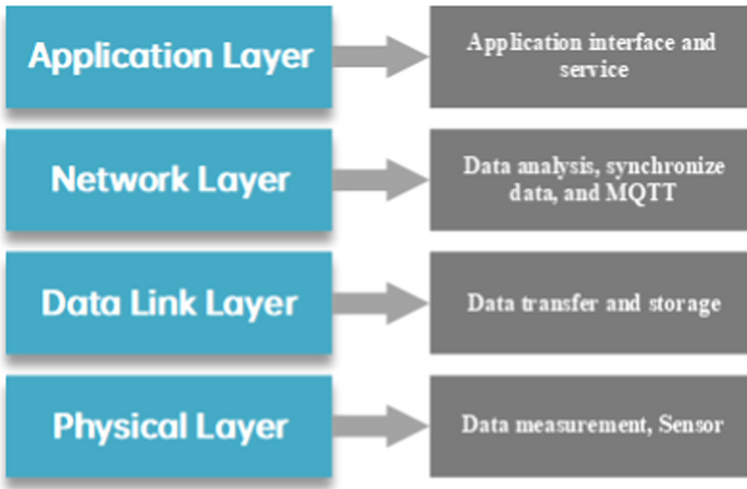 Application Layer
Application interface and
service
Network Layer
Data analysis, synchronize
data, and MQTT
Data Link Layer
Data transfer and storage
Physical Layer
Data measurement, Sensor